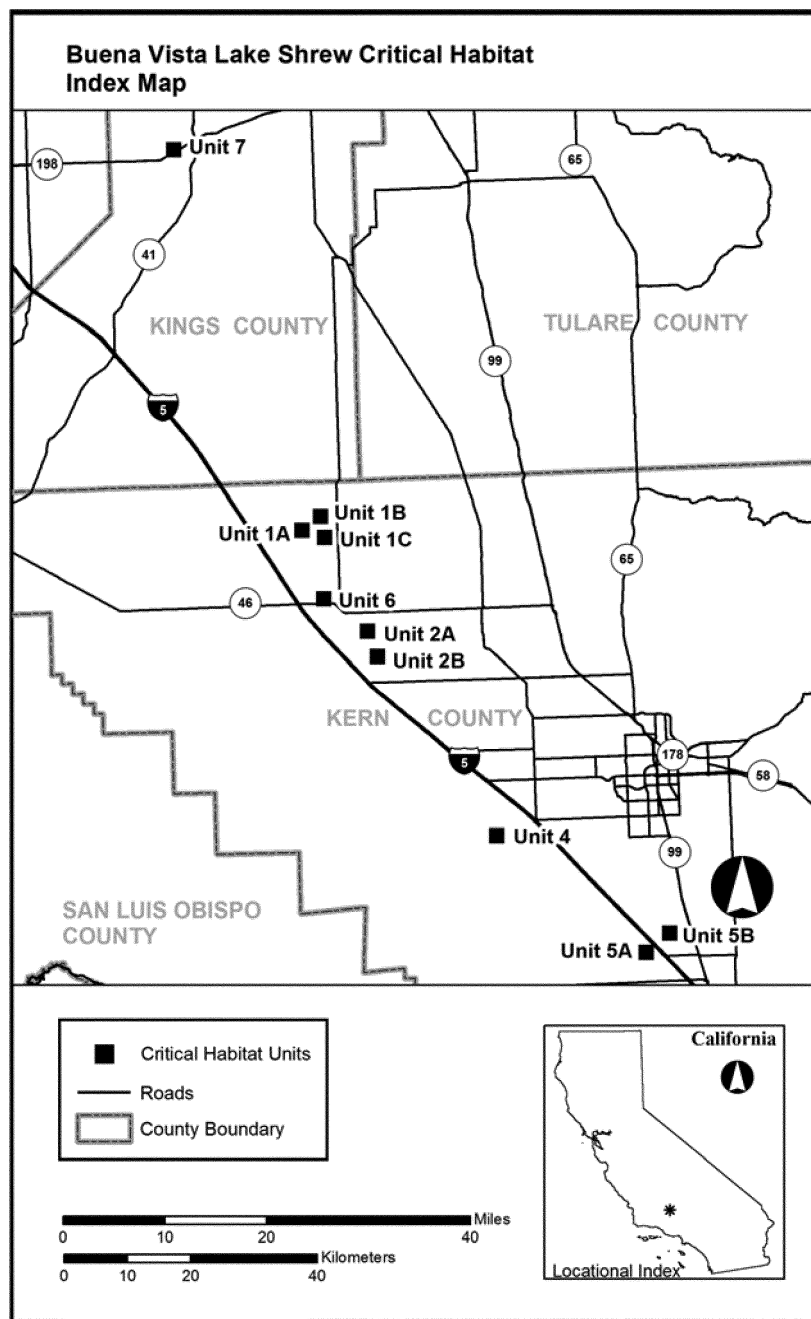 Buena Vista Lake Shrew Critical Habitat
Index Map
Unit 7
198
65
41
KINGS COUNTY
TULARE COUNTY
99
5
Unit 1B
Unit 1A
Unit 1C
65
46
Unit 6
Unit 2A
Unit 2B
KERN COUNTY
5
178
58
Unit 4
99
SAN LUIS OBISPO
COUNTY
Unit 5B
Unit 5A
Critical Habitat Units
Roads
County Boundary
California
Locational Index
Miles
0 10 20 40
Kilometers
0 10 20 40